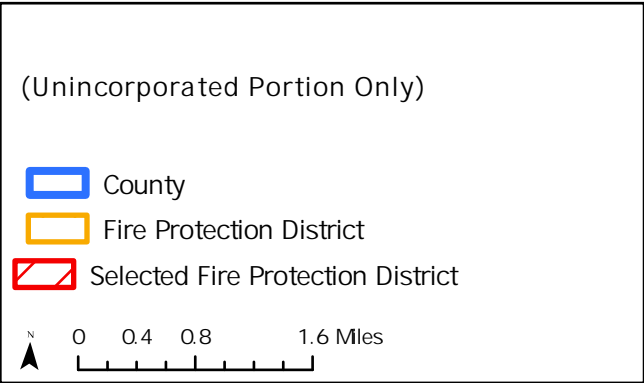 (Unincorporated Portion Only)
County
Fire Protection District
Selected Fire Protection District
N
0 0.4 0.8 1.6 Miles